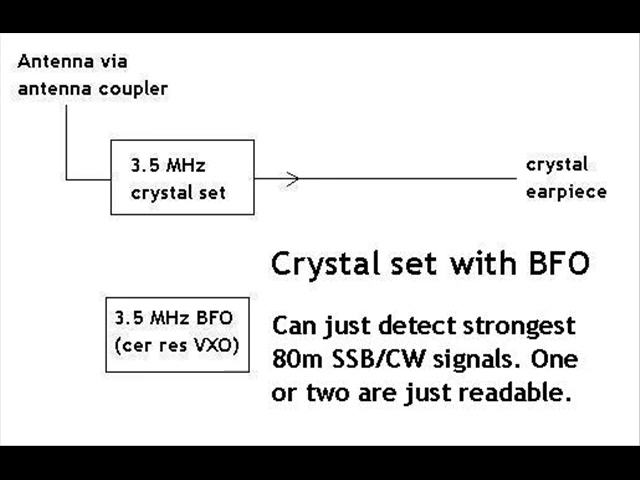 Antenna via
antenna coupler
3.5 MHz
crystal set
crystal
earpiece
Crystal set with BFO
3.5 MHz BFO
(cer res VXO)
Can just detect strongest
80m SSB/CW signals. One
or two are just readable.